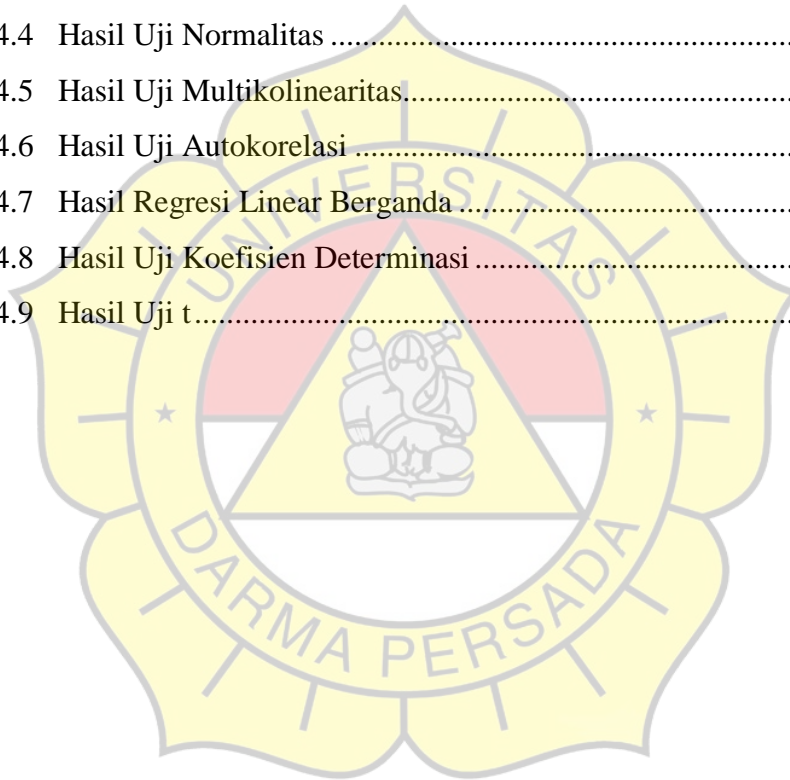 4.4 Hasil Uji Normalitas ........................................................
4.5 Hasil Uji Multikolinearitas................................................
4.6 Hasil Uji Autokorelasi .....................................................
4.7 Hasil Regresi Linear Berganda ........................................
4.8 Hasil Uji Koefisien Determinasi ......................................
4.9 Hasil Uji t..........................................................................
UNIVERSITAS
DARMA PERSADA